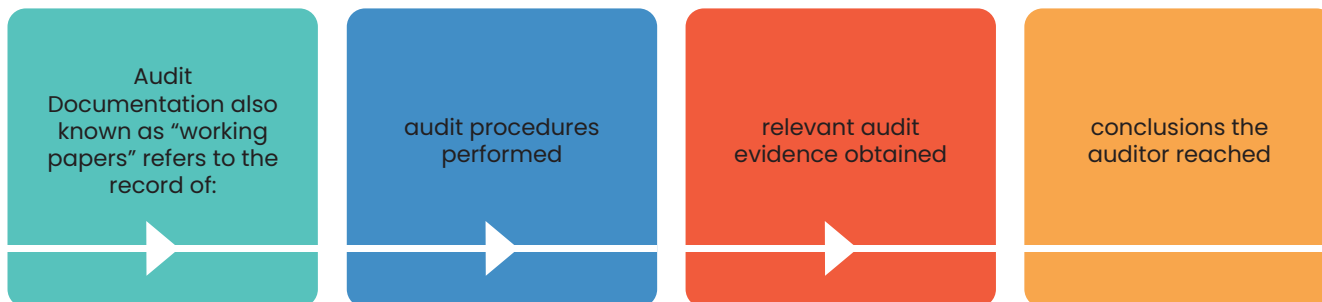 Audit
Documentation also
known as “working
papers” refers to the
record of:
audit procedures
performed
relevant audit
evidence obtained
conclusions the
auditor reached